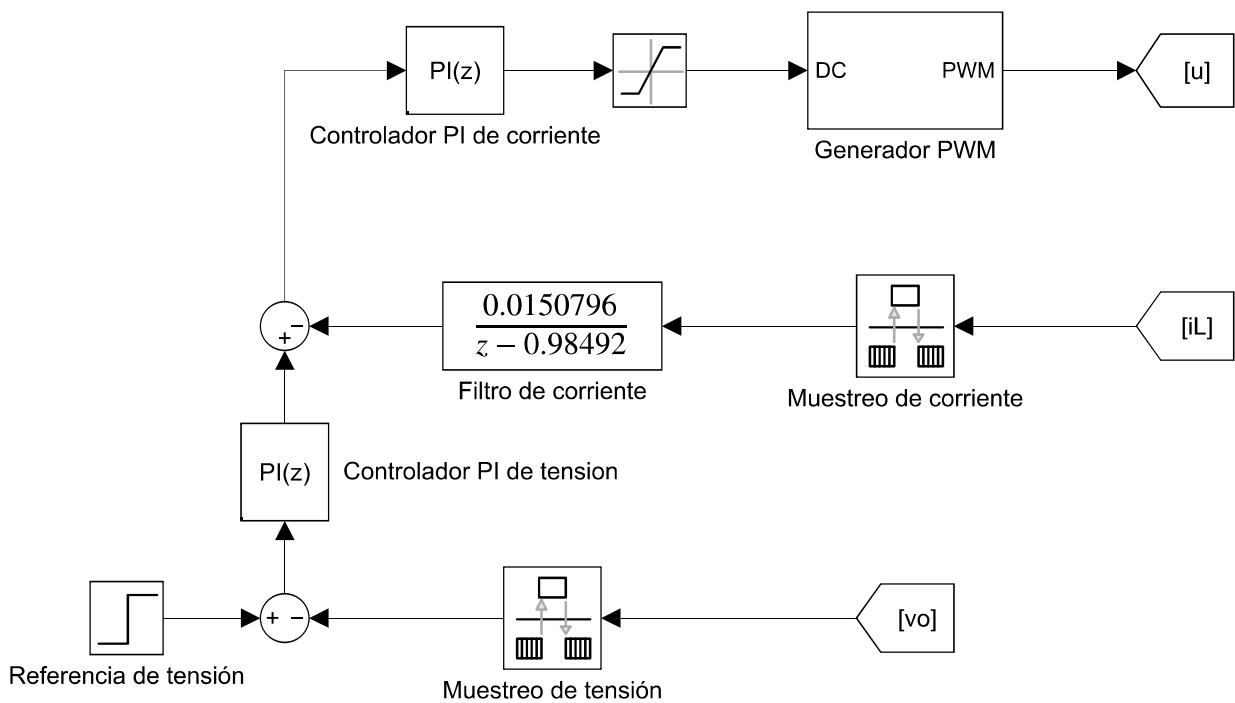 PI(z)
Controlador PI de corriente
DC
PWM
Generador PWM
[u]
+
−
0.0150796
z − 0.98492
Filtro de corriente
Muestreo de corriente
[iL]
PI(z)
Controlador PI de tension
Referencia de tensión
+ −
Muestreo de tensión
[vo]